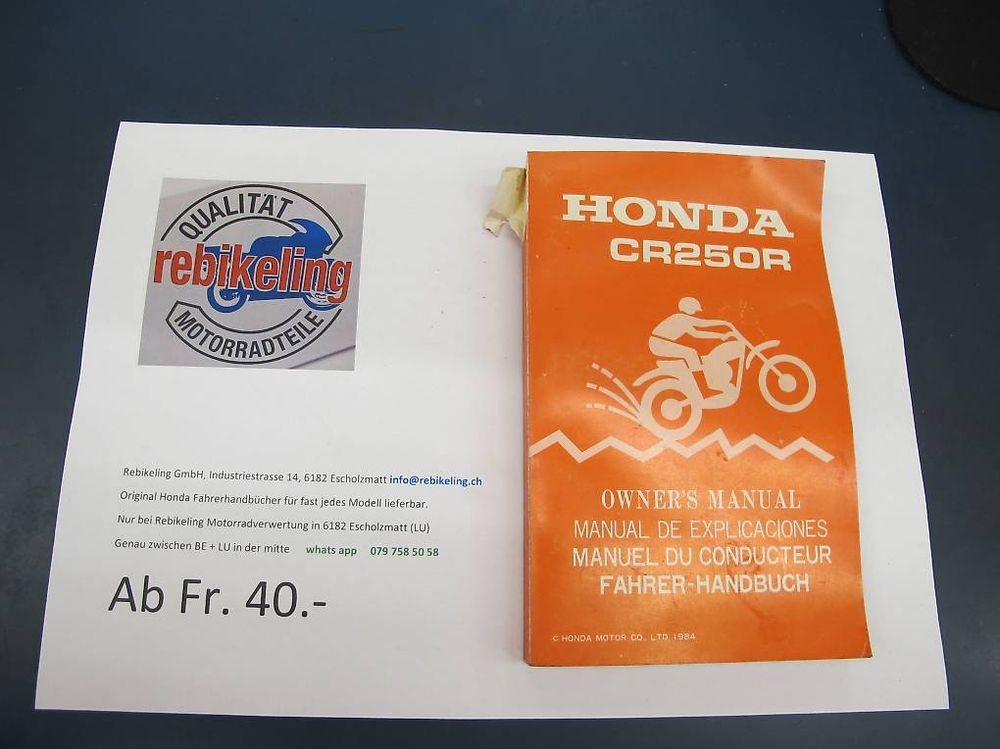 QUALITÄT
rebikeling
MOTORRADTEILE
Rebikeling GmbH, Industriestrasse 14, 6182 Escholzmatt info@rebikeling.ch
Original Honda Fahrerhandbücher für fast jedes Modell lieferbar.
Nur bei Rebikeling Motorradverwertung in 6182 Escholzmatt (LU)
Genau zwischen BE + LU in der mitte whats app 079 758 50 58
Ab Fr. 40.-
HONDA
CR250R
OWNER'S MANUAL
MANUAL DE EXPLICACIONES
MANUEL DU CONDUCTEUR
FAHRER-HANDBUCH
© HONDA MOTOR CO., LTD 1984